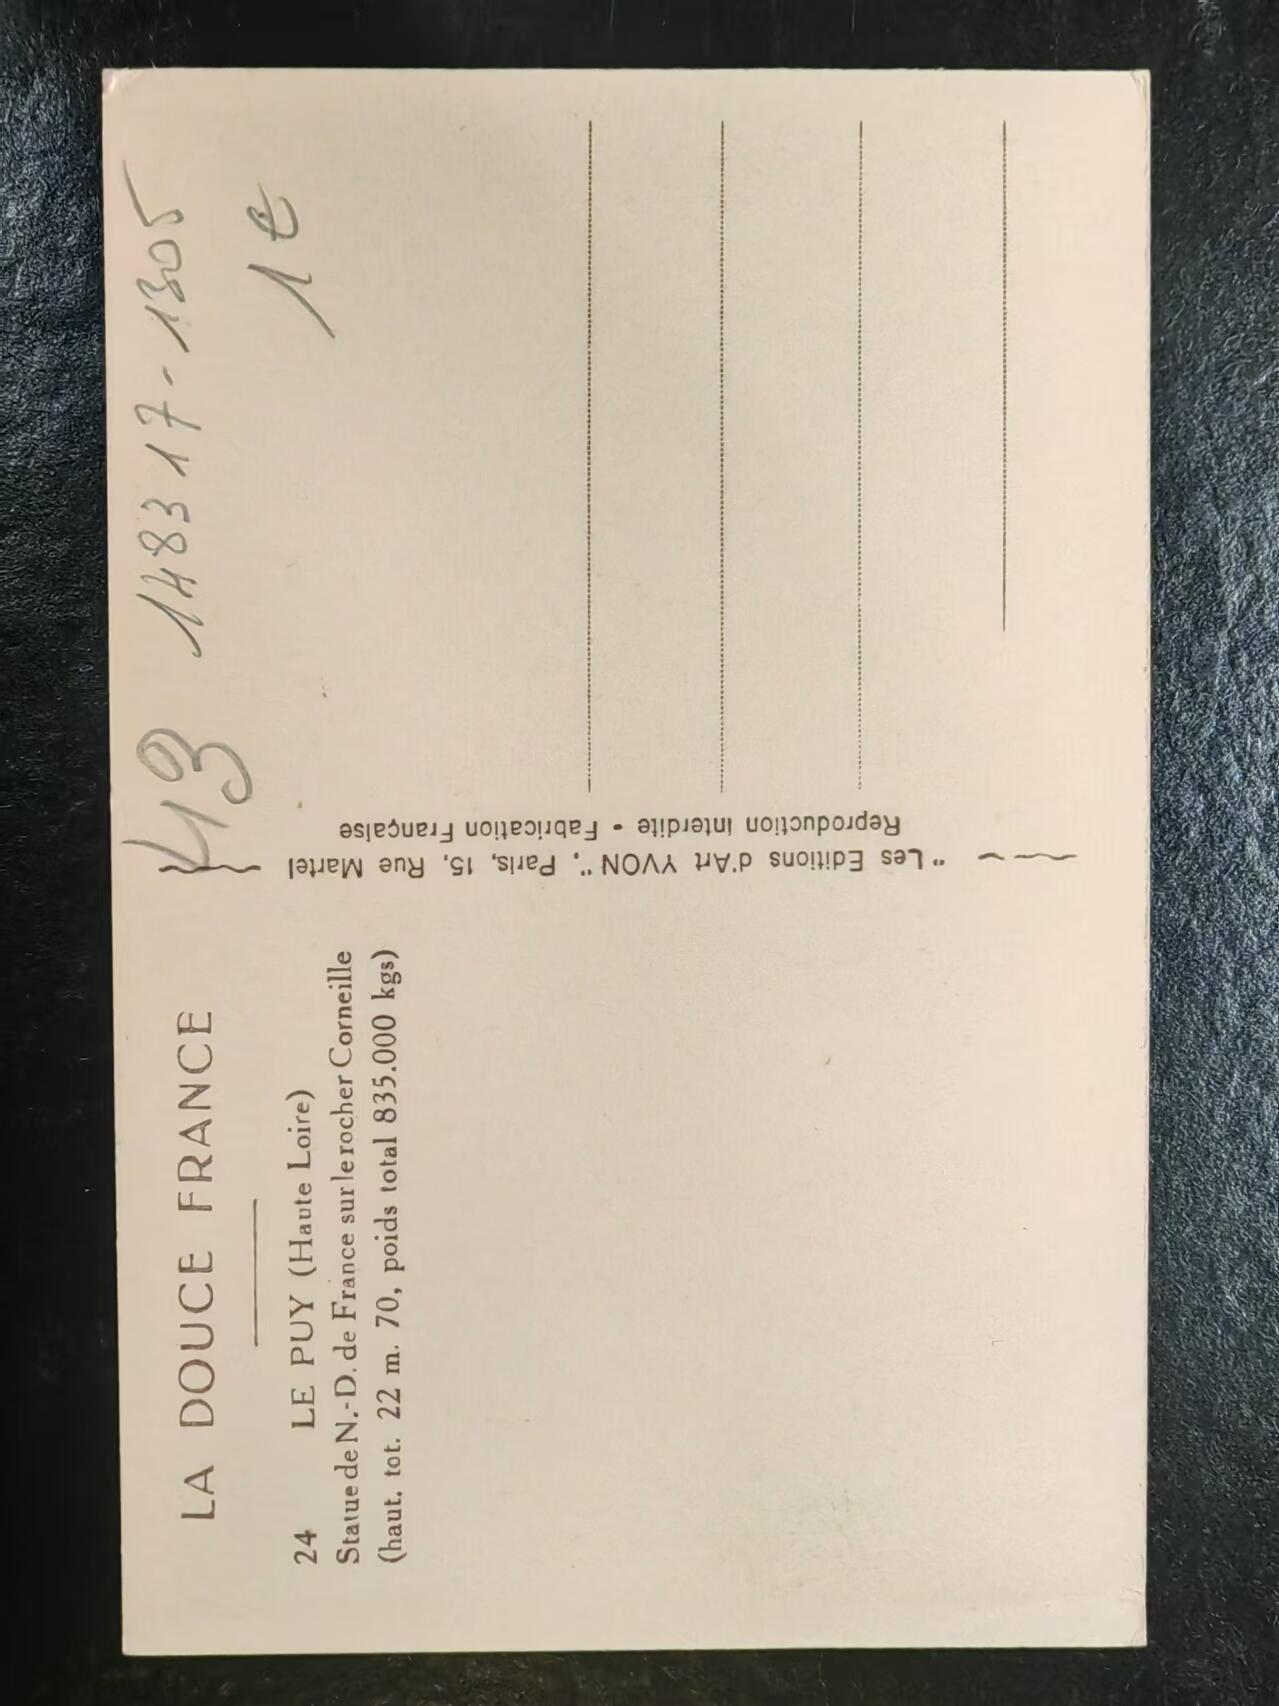 LA DOUCE FRANCE
24 LE PUY (Haute Loire)
Statue de N.-D. de France sur le rocher Corneille
(haut. tot. 22 m. 70, poids total 835.000 kgs)
"Les Editions d'Art YVON", Paris, 15, Rue Martel
Reproduction interdite - Fabrication Française
43 148317-1305
1€